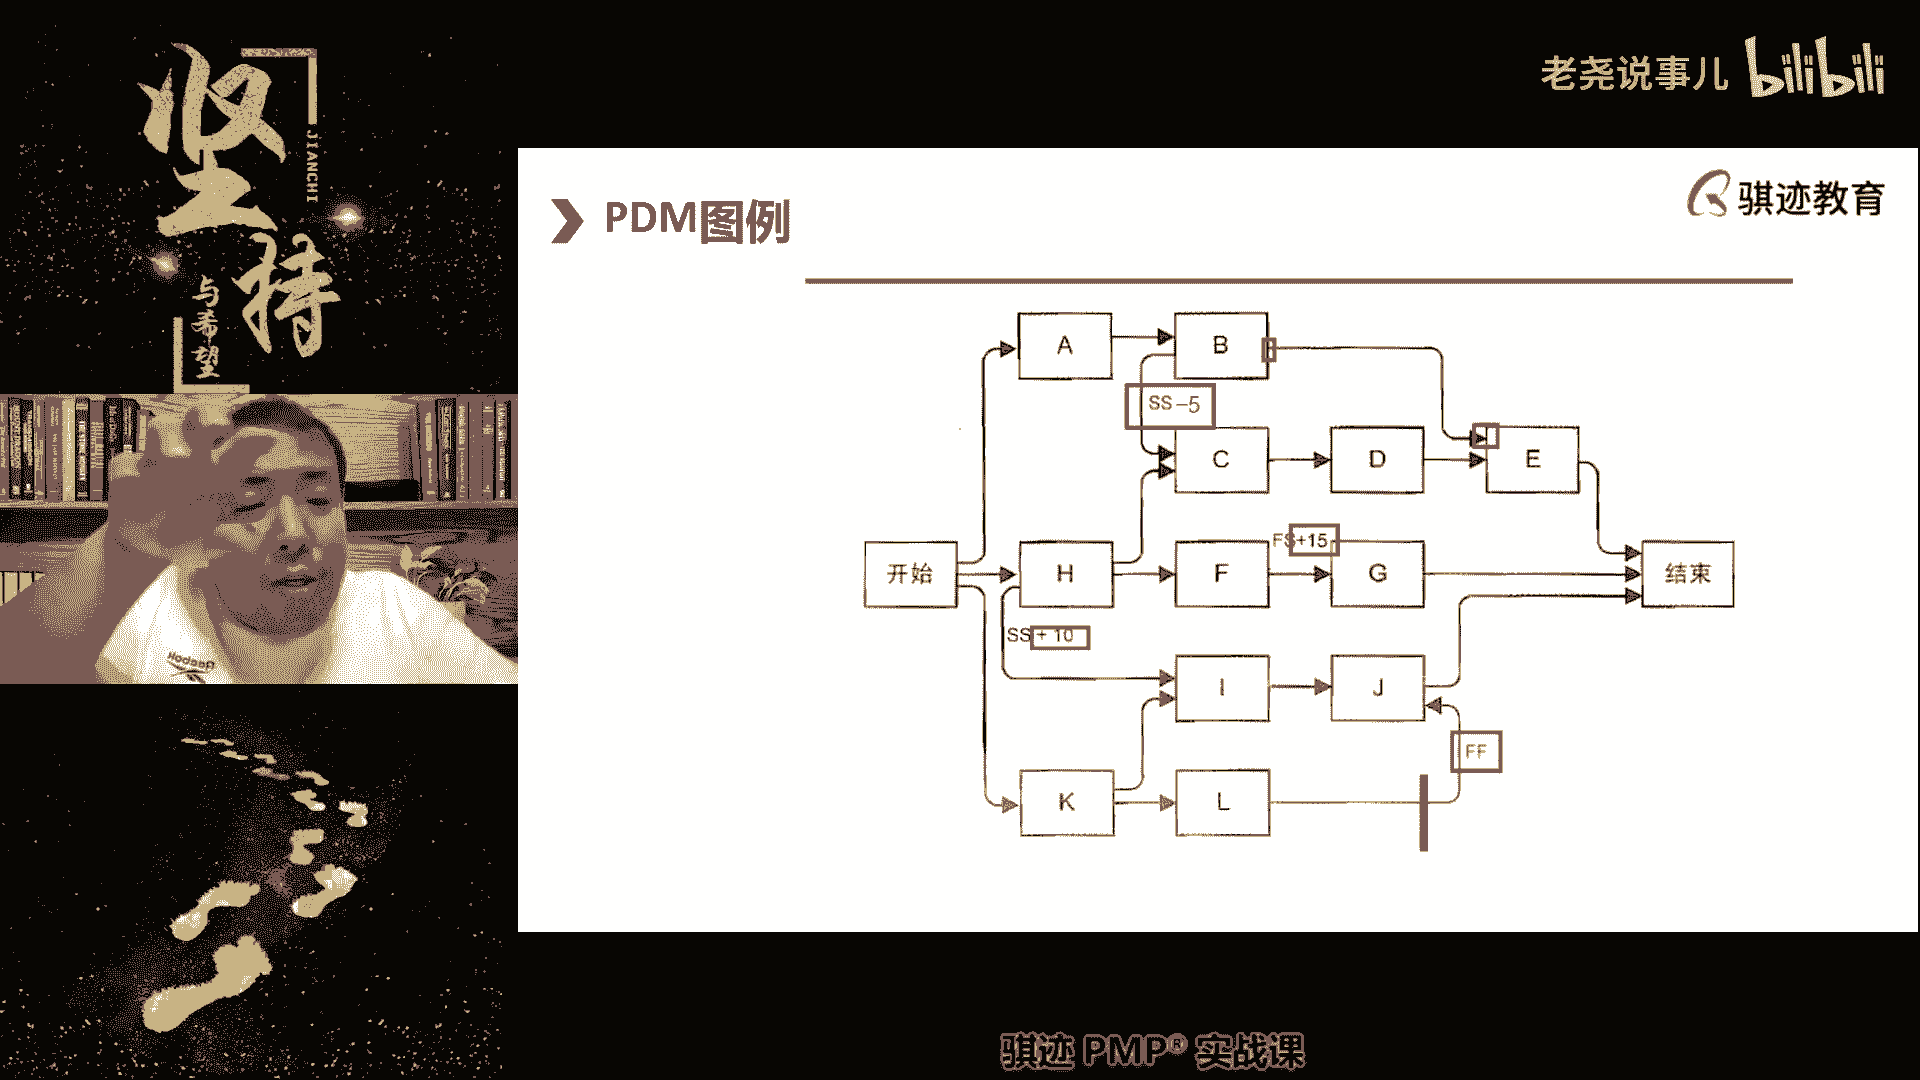 坚持
JIANCHI
与希望
老尧说事儿 bilibili
骐迹教育
PDM图例
A
B
SS-5
C
D
E
FS+15
开始
H
F
G
结束
SS+10
I
J
FF
K
L
Reebok
骐迹 PMP® 实战课